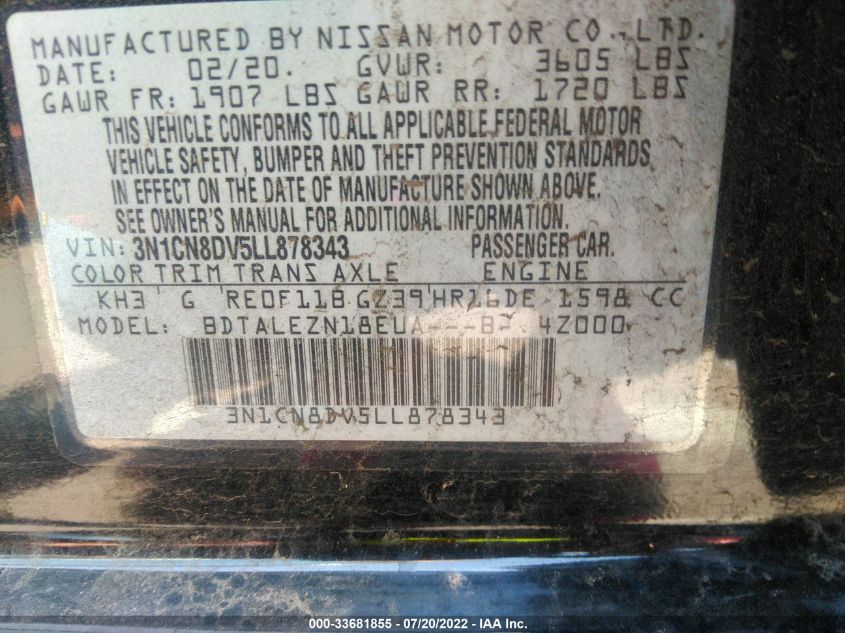 MANUFACTURED BY NISSAN MOTOR CO.,LTD.
DATE: 02/20. GVWR: 3605 LBS
GAWR FR: 1907 LBS GAWR RR: 1720 LBS
THIS VEHICLE CONFORMS TO ALL APPLICABLE FEDERAL MOTOR
VEHICLE SAFETY, BUMPER AND THEFT PREVENTION STANDARDS
IN EFFECT ON THE DATE OF MANUFACTURE SHOWN ABOVE.
SEE OWNER'S MANUAL FOR ADDITIONAL INFORMATION.
VIN: 3N1CN8DV5LL878343 PASSENGER CAR.
COLOR TRIM TRANS AXLE ENGINE
KH3 G RE0F11B GZ39 HR16DE 1598 CC
MODEL: BDTALEZN18EUA---B- 4Z000
3N1CN8DV5LL878343
000-33681855 / 07/20/2022 - IAA Inc.